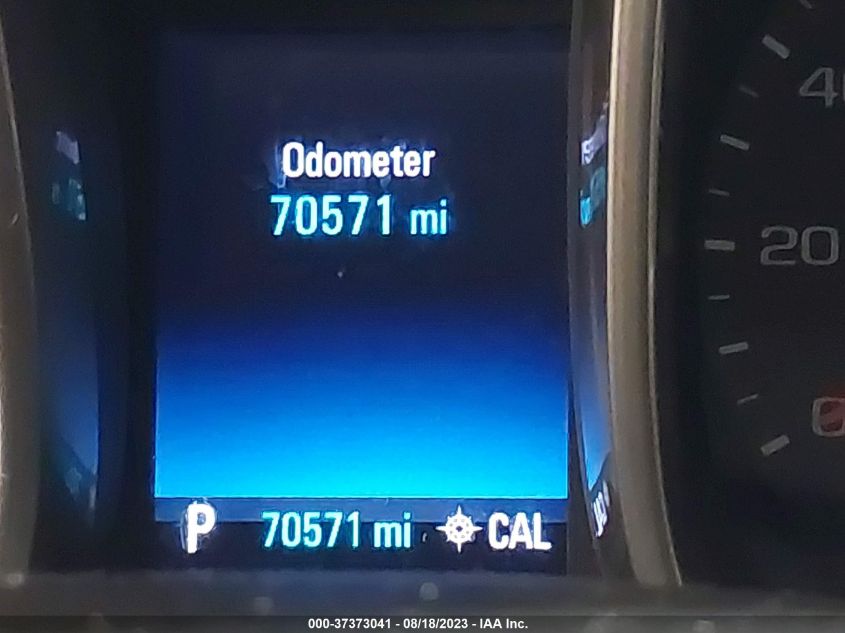 Odometer
70571 mi
20
P 70571 mi CAL
000-37373041 - 08/18/2023 - IAA Inc.